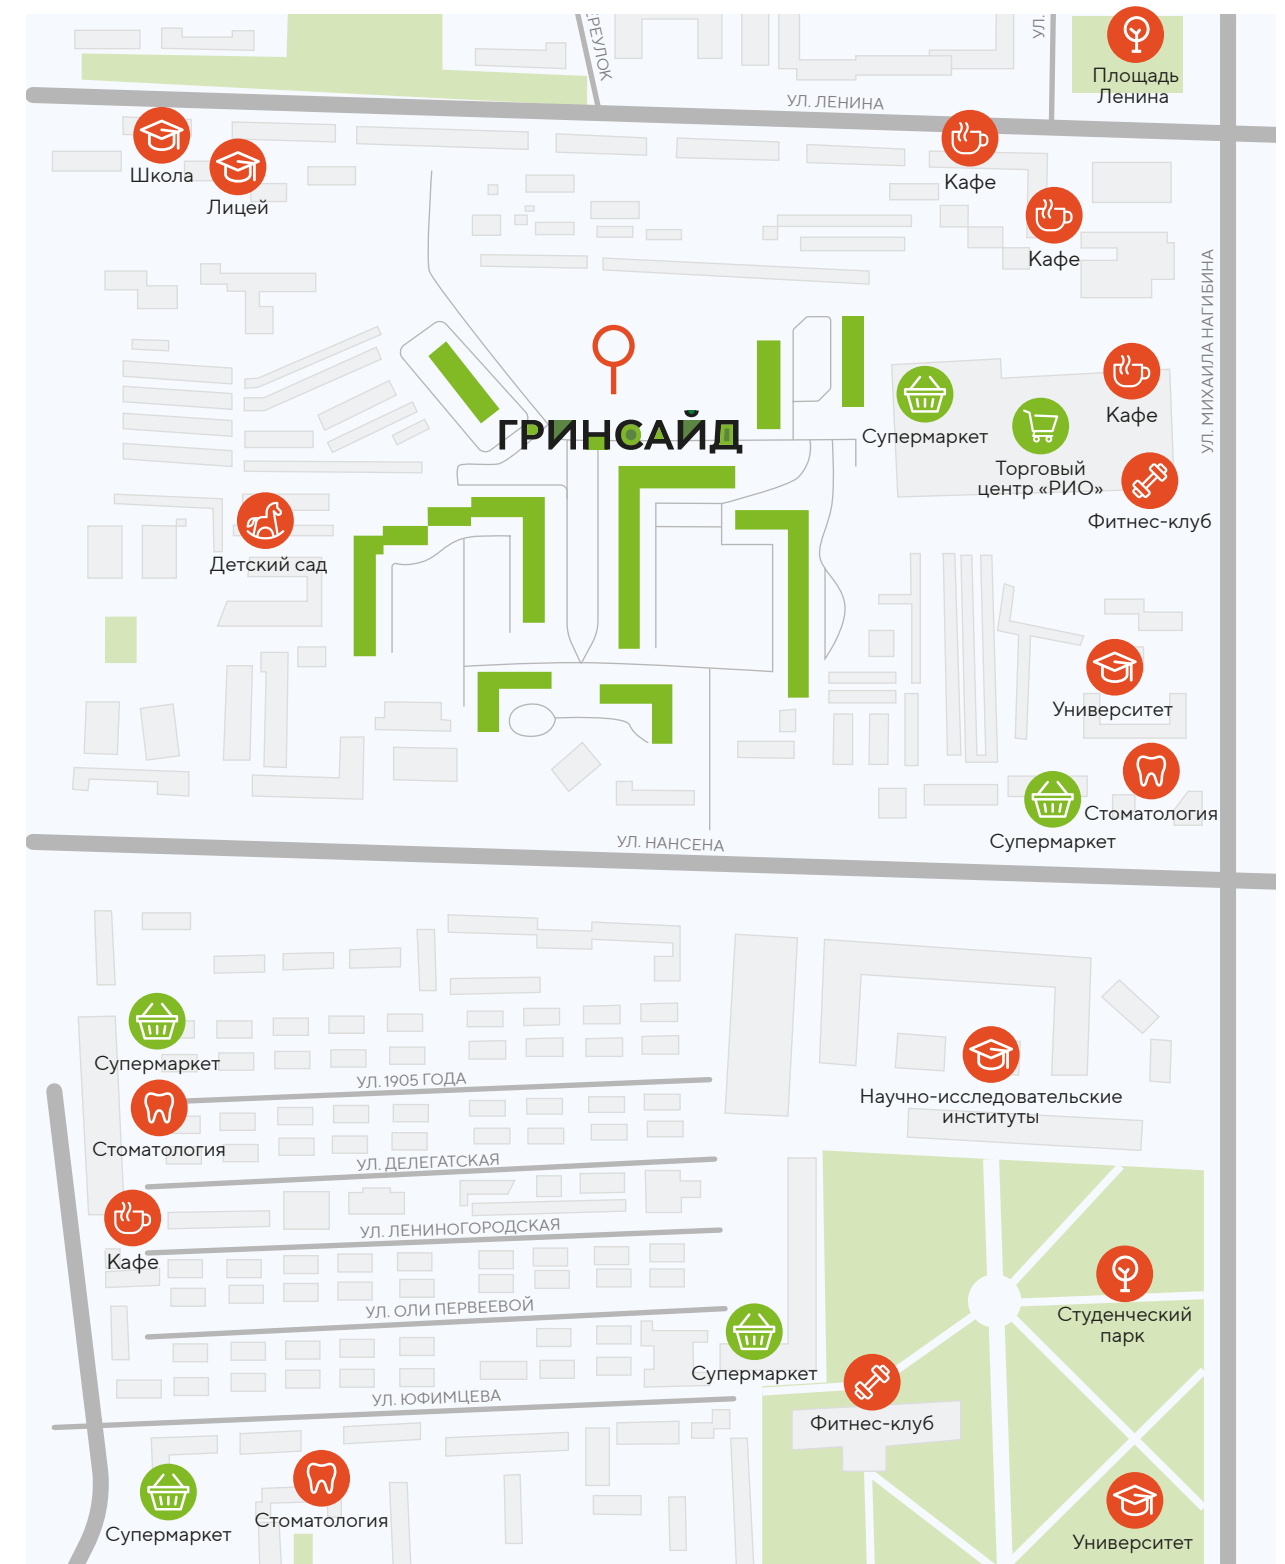 ЕРЕУЛОК
УЛ.
Площадь
Ленина
УЛ. ЛЕНИНА
Школа
Лицей
Кафе
Кафе
УЛ. МИХАИЛА НАГИБИНА
Кафе
ГРИНСАЙД
Супермаркет
Торговый
центр «РИО»
Фитнес-клуб
Детский сад
Университет
Стоматология
Супермаркет
УЛ. НАНСЕНА
Супермаркет
УЛ. 1905 ГОДА
Научно-исследовательские
институты
Стоматология
УЛ. ДЕЛЕГАТСКАЯ
УЛ. ЛЕНИНОГОРОДСКАЯ
Кафе
УЛ. ОЛИ ПЕРВЕЕВОЙ
Студенческий
парк
Супермаркет
УЛ. ЮФИМЦЕВА
Фитнес-клуб
Стоматология
Супермаркет
Университет